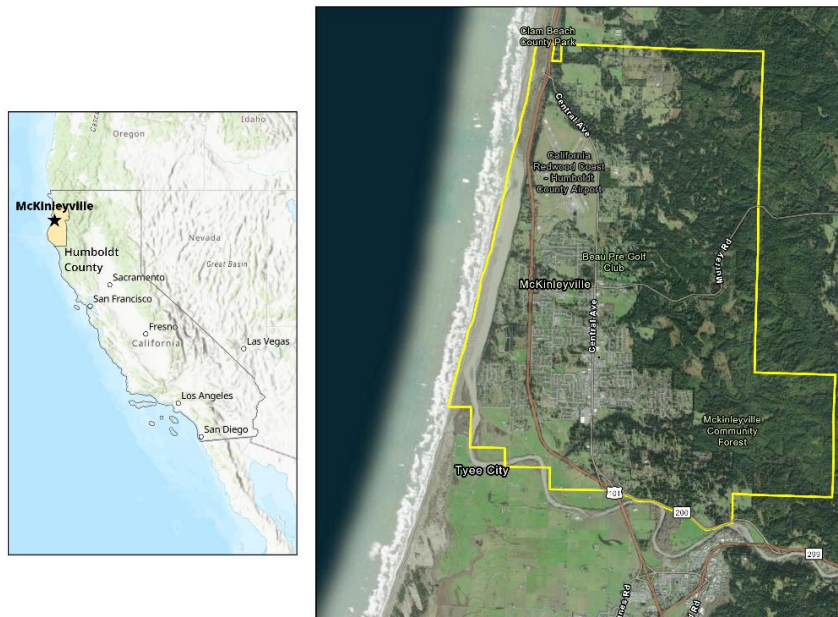 Oregon
Idaho
McKinleyville
Humboldt
County
Nevada
Great Basin
Sacramento
San Francisco
Fresno
California
Las Vegas
Los Angeles
San Diego
Clam Beach
County Park
Central Ave
California
Redwood Coast
- Humboldt
County Airport
Beau Pre Golf
Club
Murray Rd
McKinleyville
Central Ave
Mckinleyville
Community
Forest
Tyee City
101
200
299